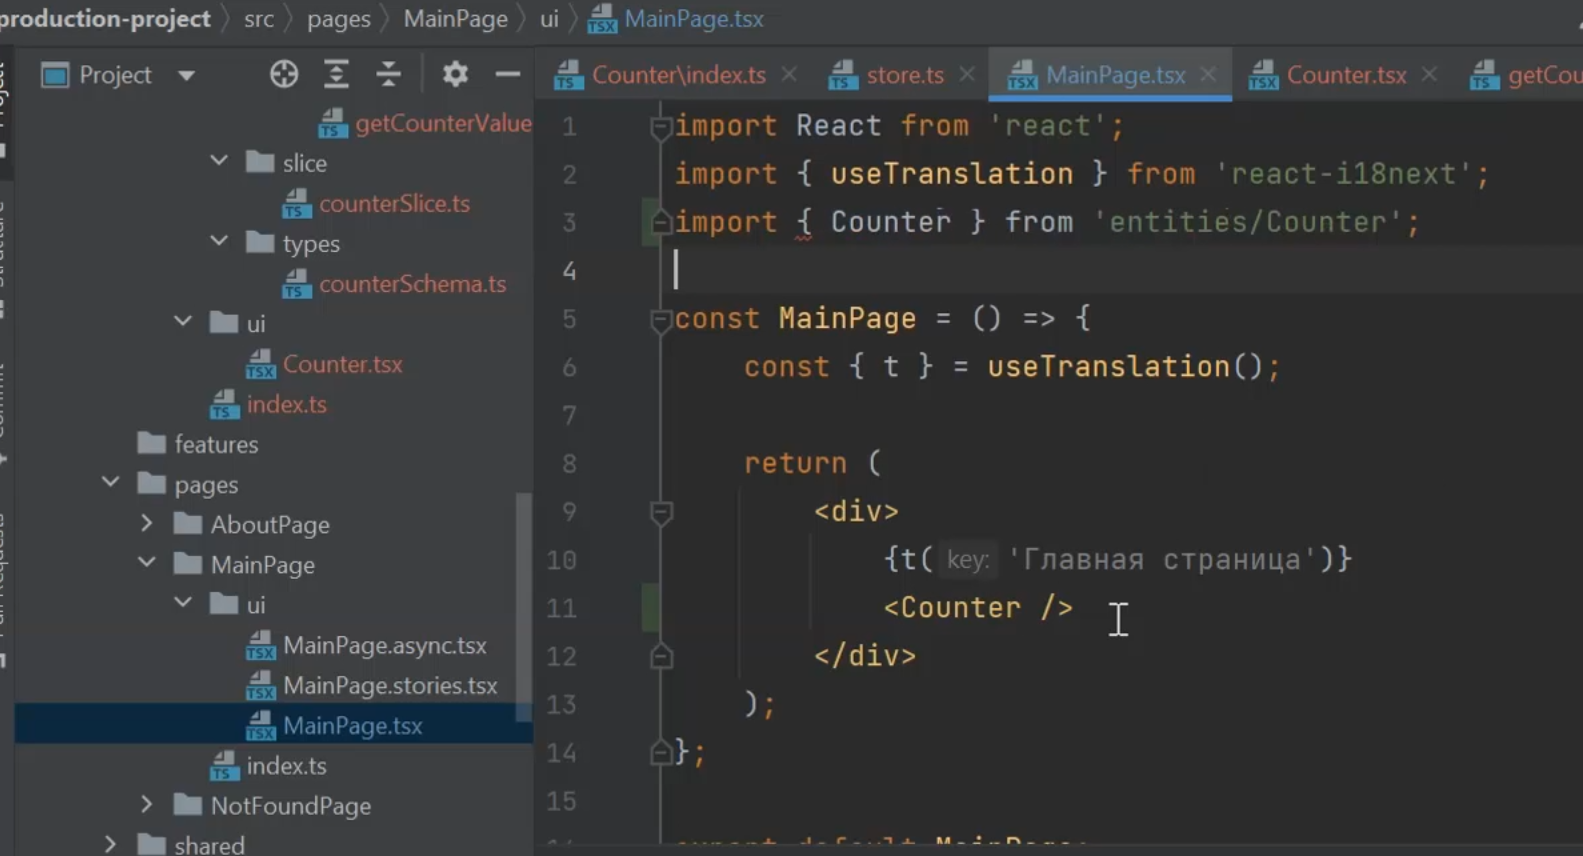 production-project src pages MainPage ui MainPage.tsx
Project
Counter\index.ts store.ts MainPage.tsx Counter.tsx getCou
getCounterValue
slice
counterSlice.ts
types
counterSchema.ts
ui
Counter.tsx
index.ts
features
pages
AboutPage
MainPage
ui
MainPage.async.tsx
MainPage.stories.tsx
MainPage.tsx
index.ts
NotFoundPage
shared
1 import React from 'react';
2 import { useTranslation } from 'react-i18next';
3 import { Counter } from 'entities/Counter';
4
5 const MainPage = () => {
6 const { t } = useTranslation();
7
8 return (
9 <div>
10 {t( key: 'Главная страница')}
11 <Counter />
12 </div>
13 );
14 };
15
export default MainPage;